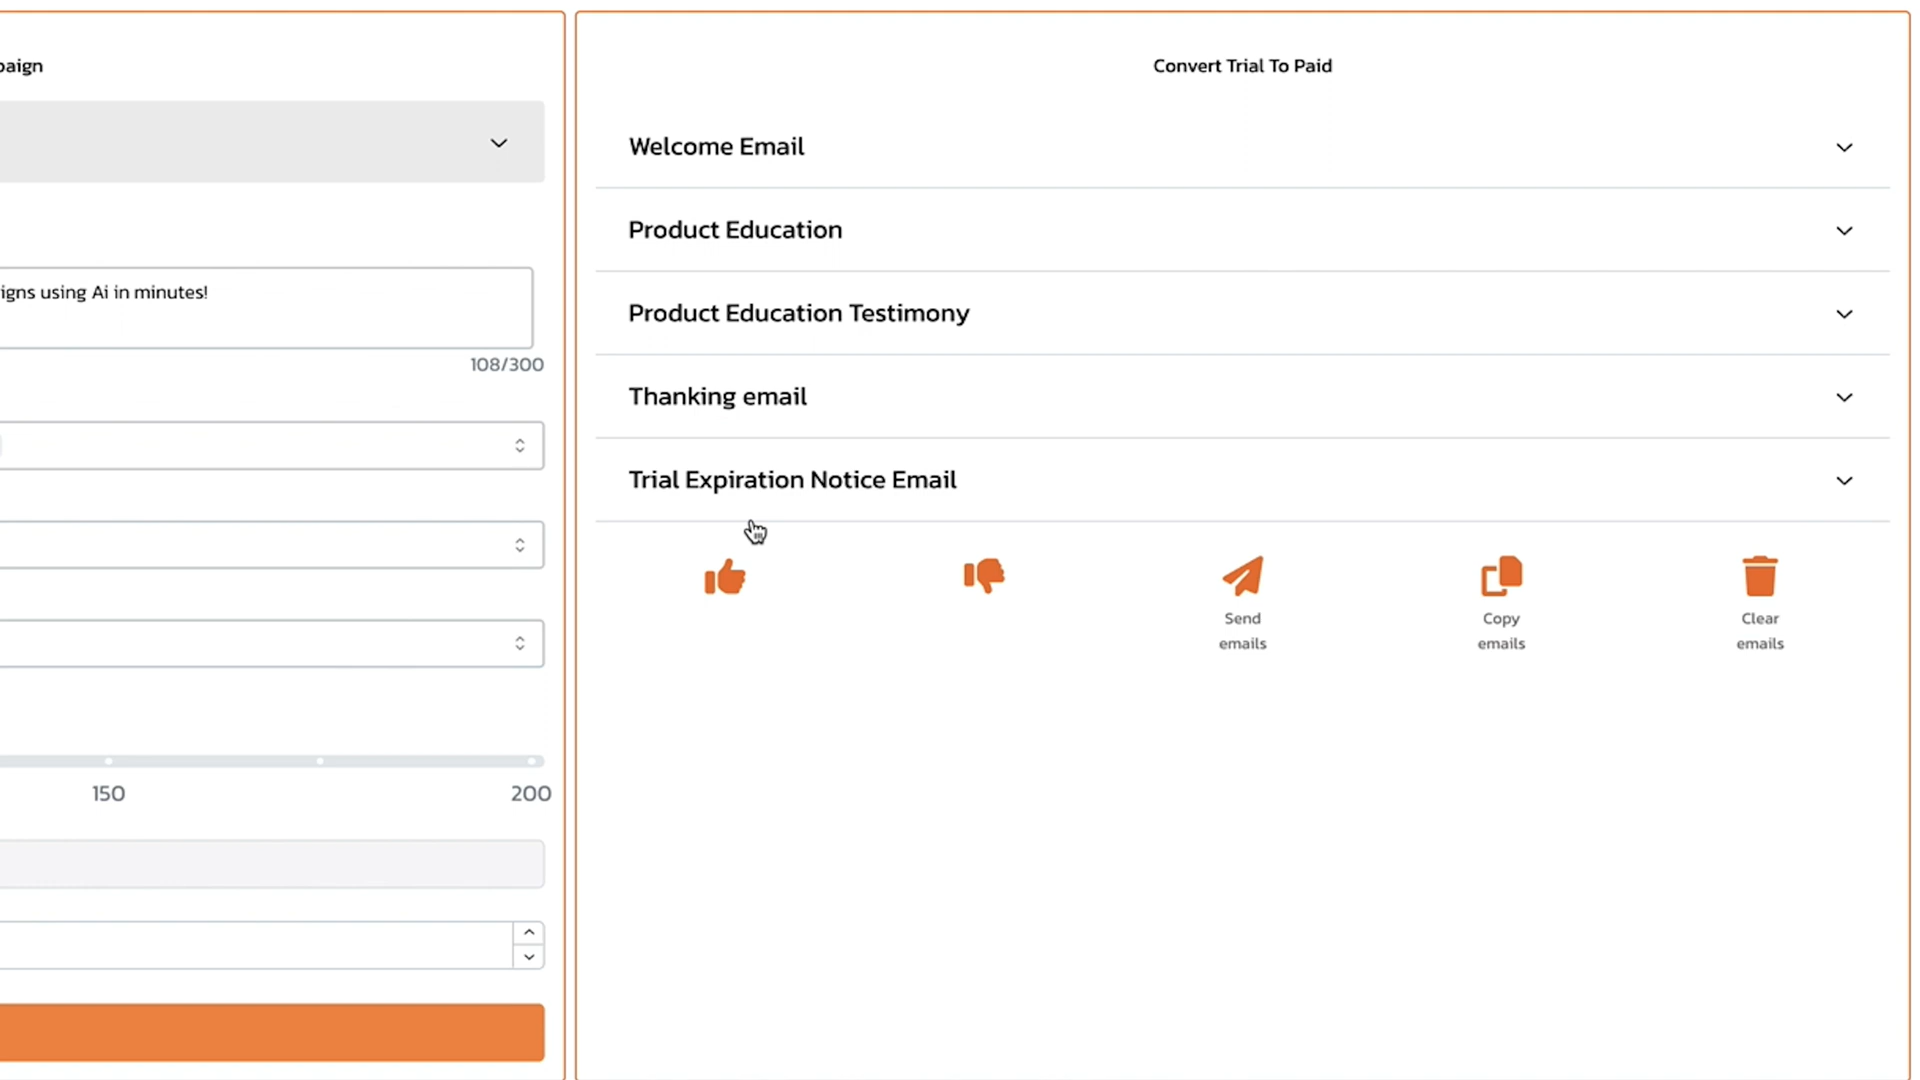 paign
igns using Ai in minutes!
108/300
150
200
Convert Trial To Paid
Welcome Email
Product Education
Product Education Testimony
Thanking email
Trial Expiration Notice Email
Send
emails
Copy
emails
Clear
emails